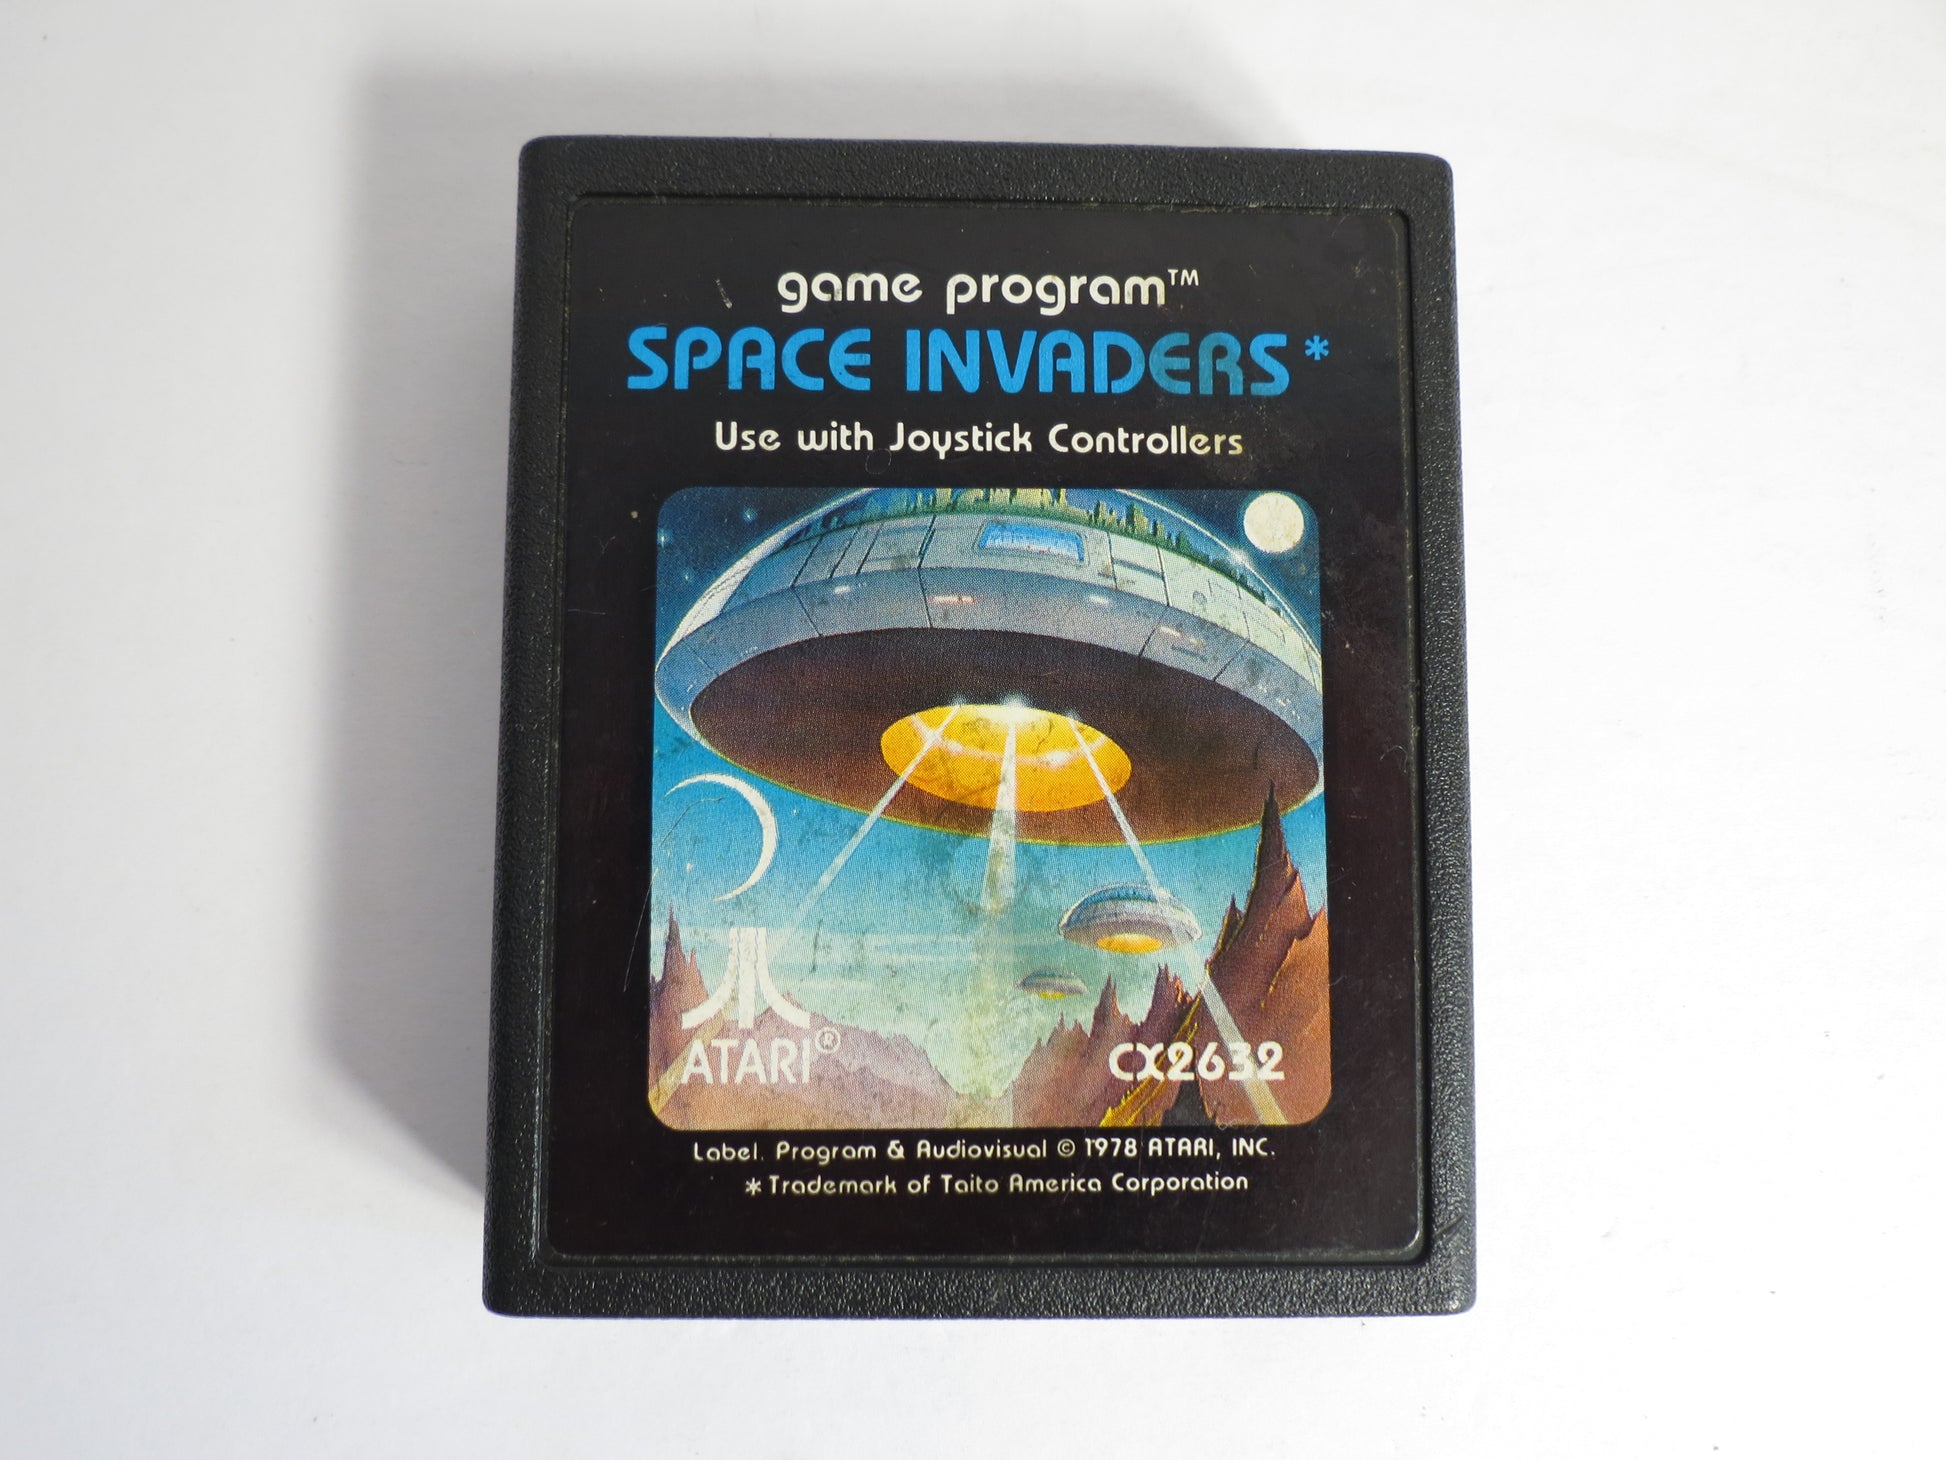 game program™
SPACE INVADERS*
Use with Joystick Controllers
ATARI®
CX2632
Label, Program & Audiovisual © 1978 ATARI, INC.
*Trademark of Taito America Corporation